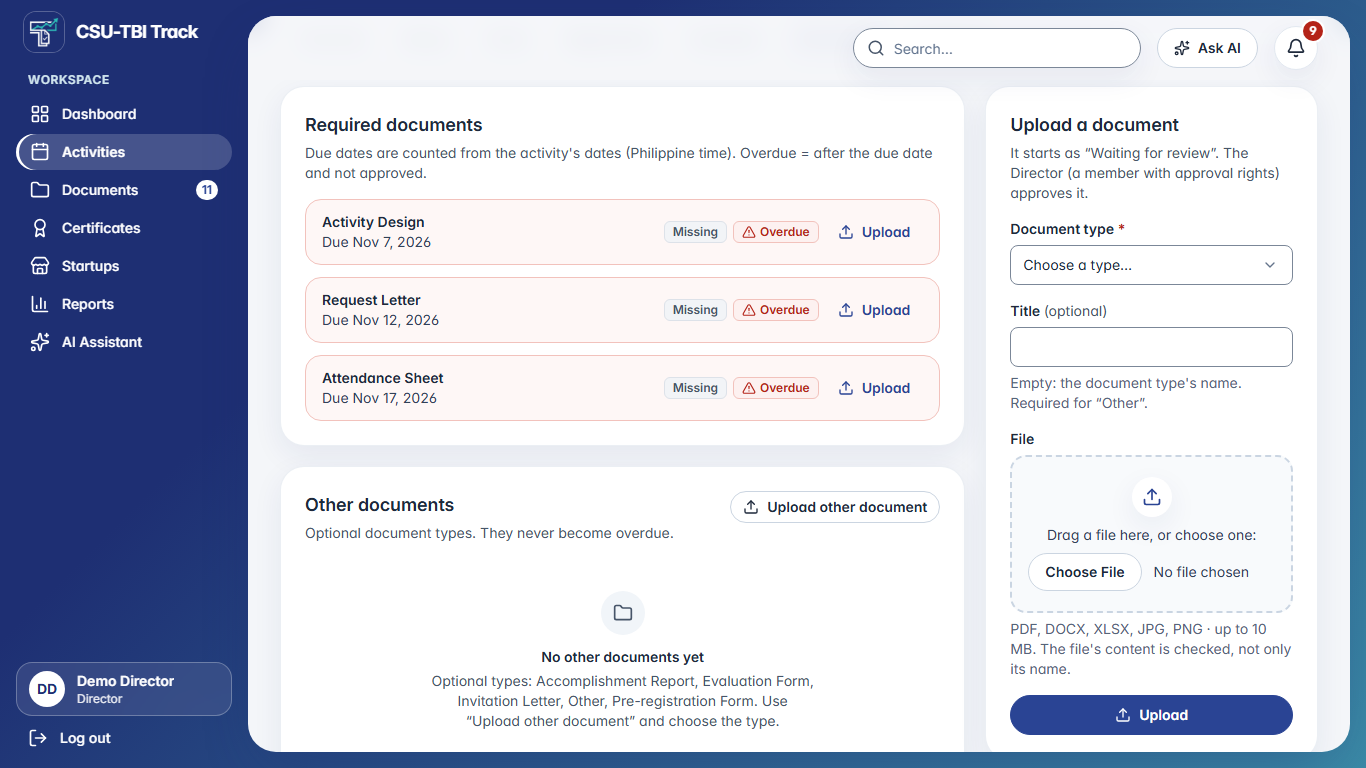 CSU-TBI Track
WORKSPACE
Dashboard
Activities
Documents
11
Certificates
Startups
Reports
AI Assistant
DD
Demo Director
Director
Log out
Search...
Ask AI
9
Required documents
Due dates are counted from the activity's dates (Philippine time). Overdue = after the due date
and not approved.
Activity Design
Due Nov 7, 2026
Missing
Overdue
Upload
Request Letter
Due Nov 12, 2026
Missing
Overdue
Upload
Attendance Sheet
Due Nov 17, 2026
Missing
Overdue
Upload
Other documents
Upload other document
Optional document types. They never become overdue.
No other documents yet
Optional types: Accomplishment Report, Evaluation Form,
Invitation Letter, Other, Pre-registration Form. Use
“Upload other document” and choose the type.
Upload a document
It starts as “Waiting for review”. The
Director (a member with approval rights)
approves it.
Document type *
Choose a type...
Title (optional)
Empty: the document type's name.
Required for “Other”.
File
Drag a file here, or choose one:
Choose File
No file chosen
PDF, DOCX, XLSX, JPG, PNG · up to 10
MB. The file's content is checked, not only
its name.
Upload